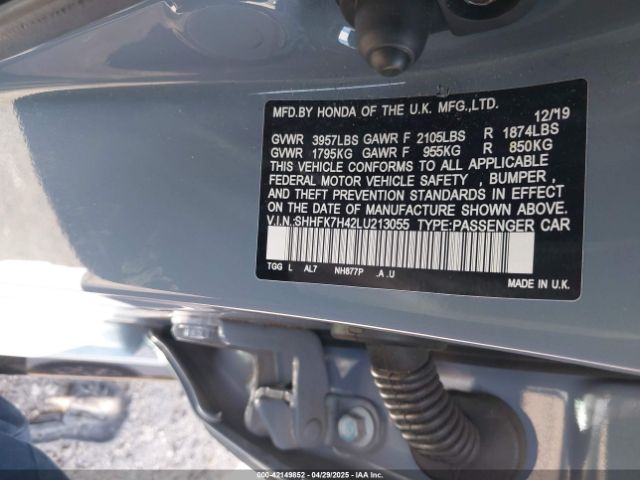 MFD.BY HONDA OF THE U.K. MFG.,LTD.
12/'19
GVWR 3957LBS GAWR F 2105LBS R 1874LBS
GVWR 1795KG GAWR F 955KG R 850KG
THIS VEHICLE CONFORMS TO ALL APPLICABLE
FEDERAL MOTOR VEHICLE SAFETY , BUMPER ,
AND THEFT PREVENTION STANDARDS IN EFFECT
ON THE DATE OF MANUFACTURE SHOWN ABOVE.
V.I.N:SHHFK7H42LU213055 TYPE:PASSENGER CAR
TGG L AL7 NH877P .A.U
MADE IN U.K.
000-42149852 - 04/29/2025 - IAAI, Inc.